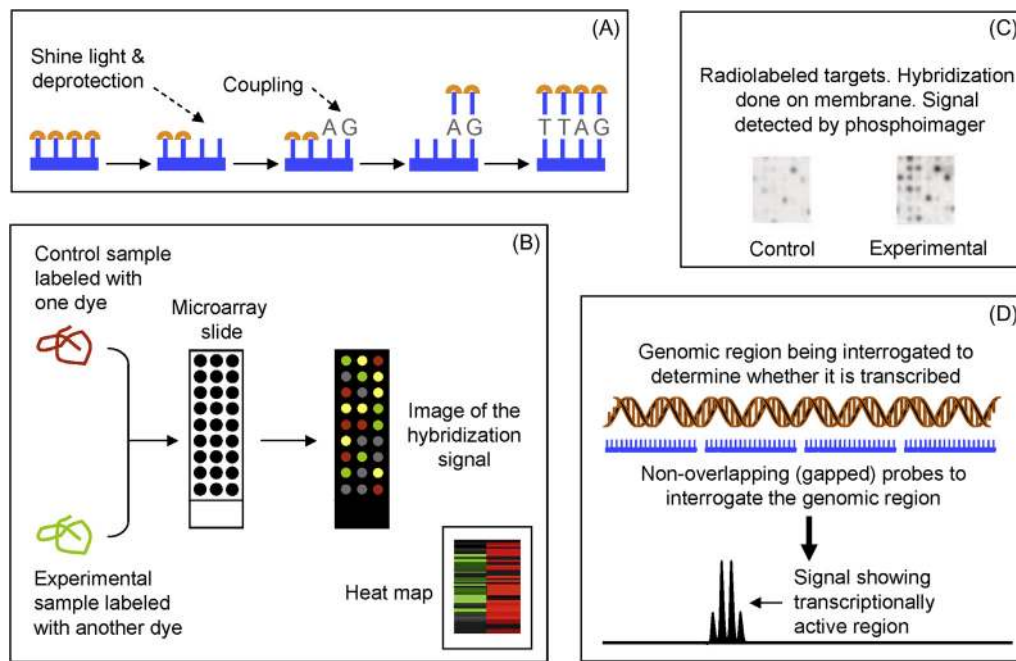 (A)
Shine light &
deprotection
Coupling
A G
A G
T T A G
(B)
Control sample
labeled with
one dye
Microarray
slide
Image of the
hybridization
signal
Experimental
sample labeled
with another dye
Heat map
(C)
Radiolabeled targets. Hybridization
done on membrane. Signal
detected by phosphoimager
Control
Experimental
(D)
Genomic region being interrogated to
determine whether it is transcribed
Non-overlapping (gapped) probes to
interrogate the genomic region
Signal showing
transcriptionally
active region